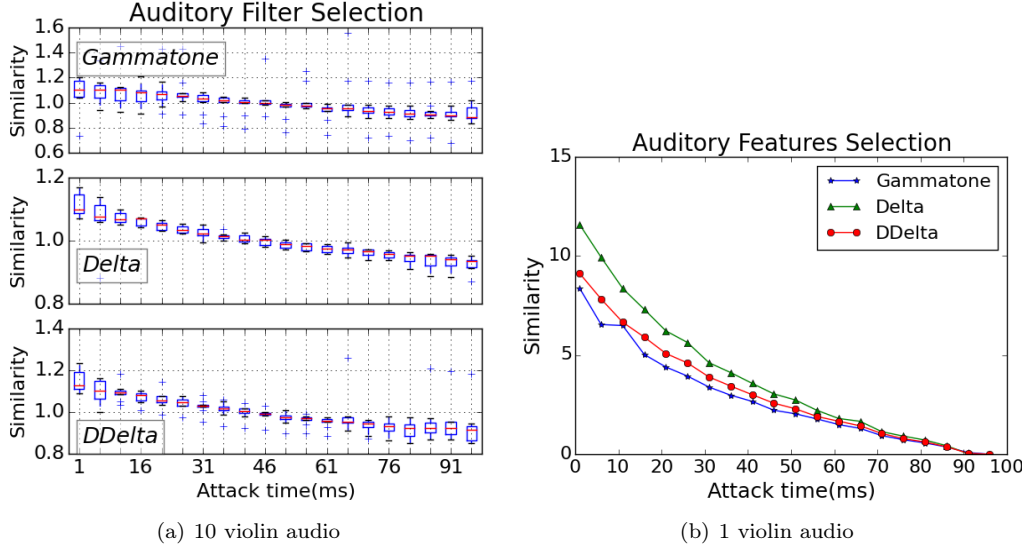 Auditory Filter Selection
1.6
1.4
1.2
1.0
0.8
0.6
Similarity
Gammatone
1.2
1.0
0.8
Similarity
Delta
1.4
1.2
1.0
0.8
Similarity
DDelta
1 16 31 46 61 76 91
Attack time(ms)
(a) 10 violin audio
Auditory Features Selection
15
10
5
0
Similarity
Gammatone
Delta
DDelta
0 10 20 30 40 50 60 70 80 90 100
Attack time(ms)
(b) 1 violin audio